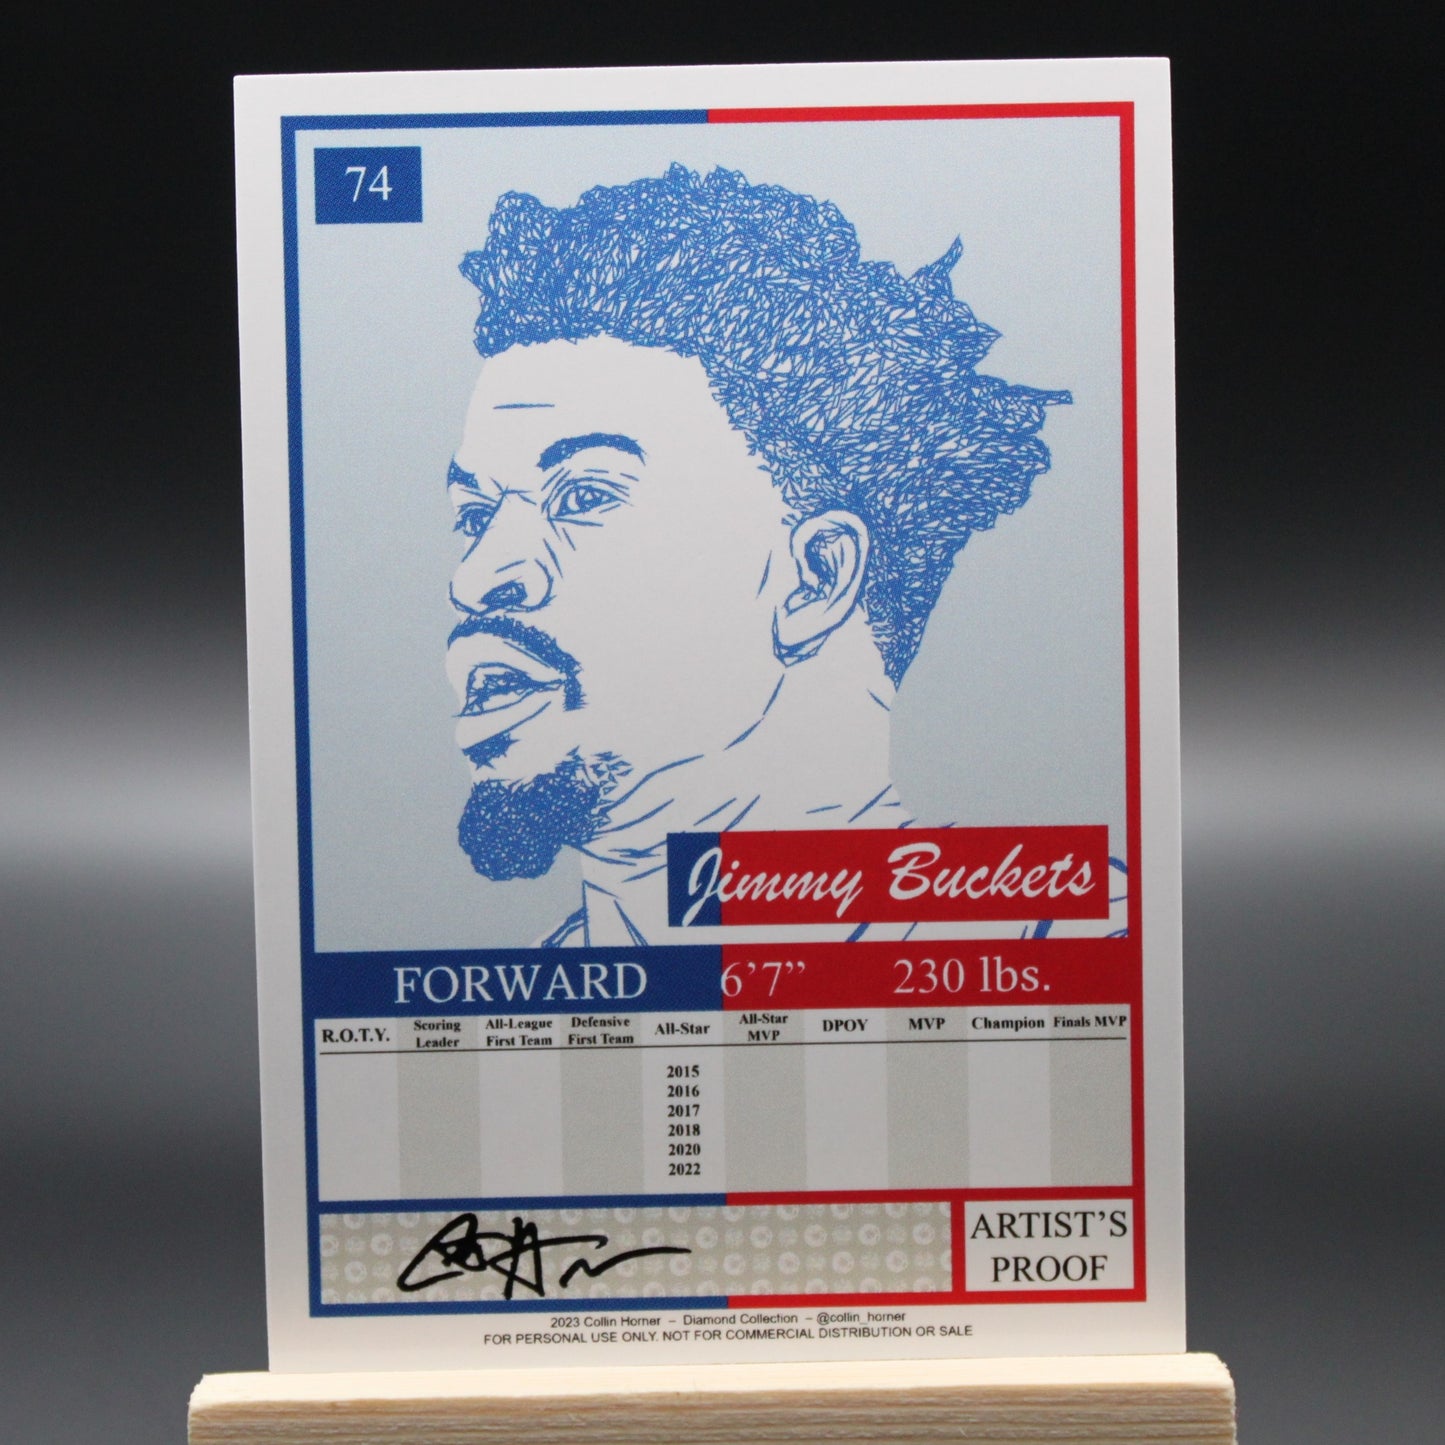 74
Jimmy Buckets
FORWARD 6'7” 230 lbs.
R.O.T.Y. Scoring Leader All-League First Team Defensive First Team All-Star All-Star MVP DPOY MVP Champion Finals MVP
2015
2016
2017
2018
2020
2022
ARTIST'S
PROOF
2023 Collin Horner – Diamond Collection – @collin_horner
FOR PERSONAL USE ONLY. NOT FOR COMMERCIAL DISTRIBUTION OR SALE